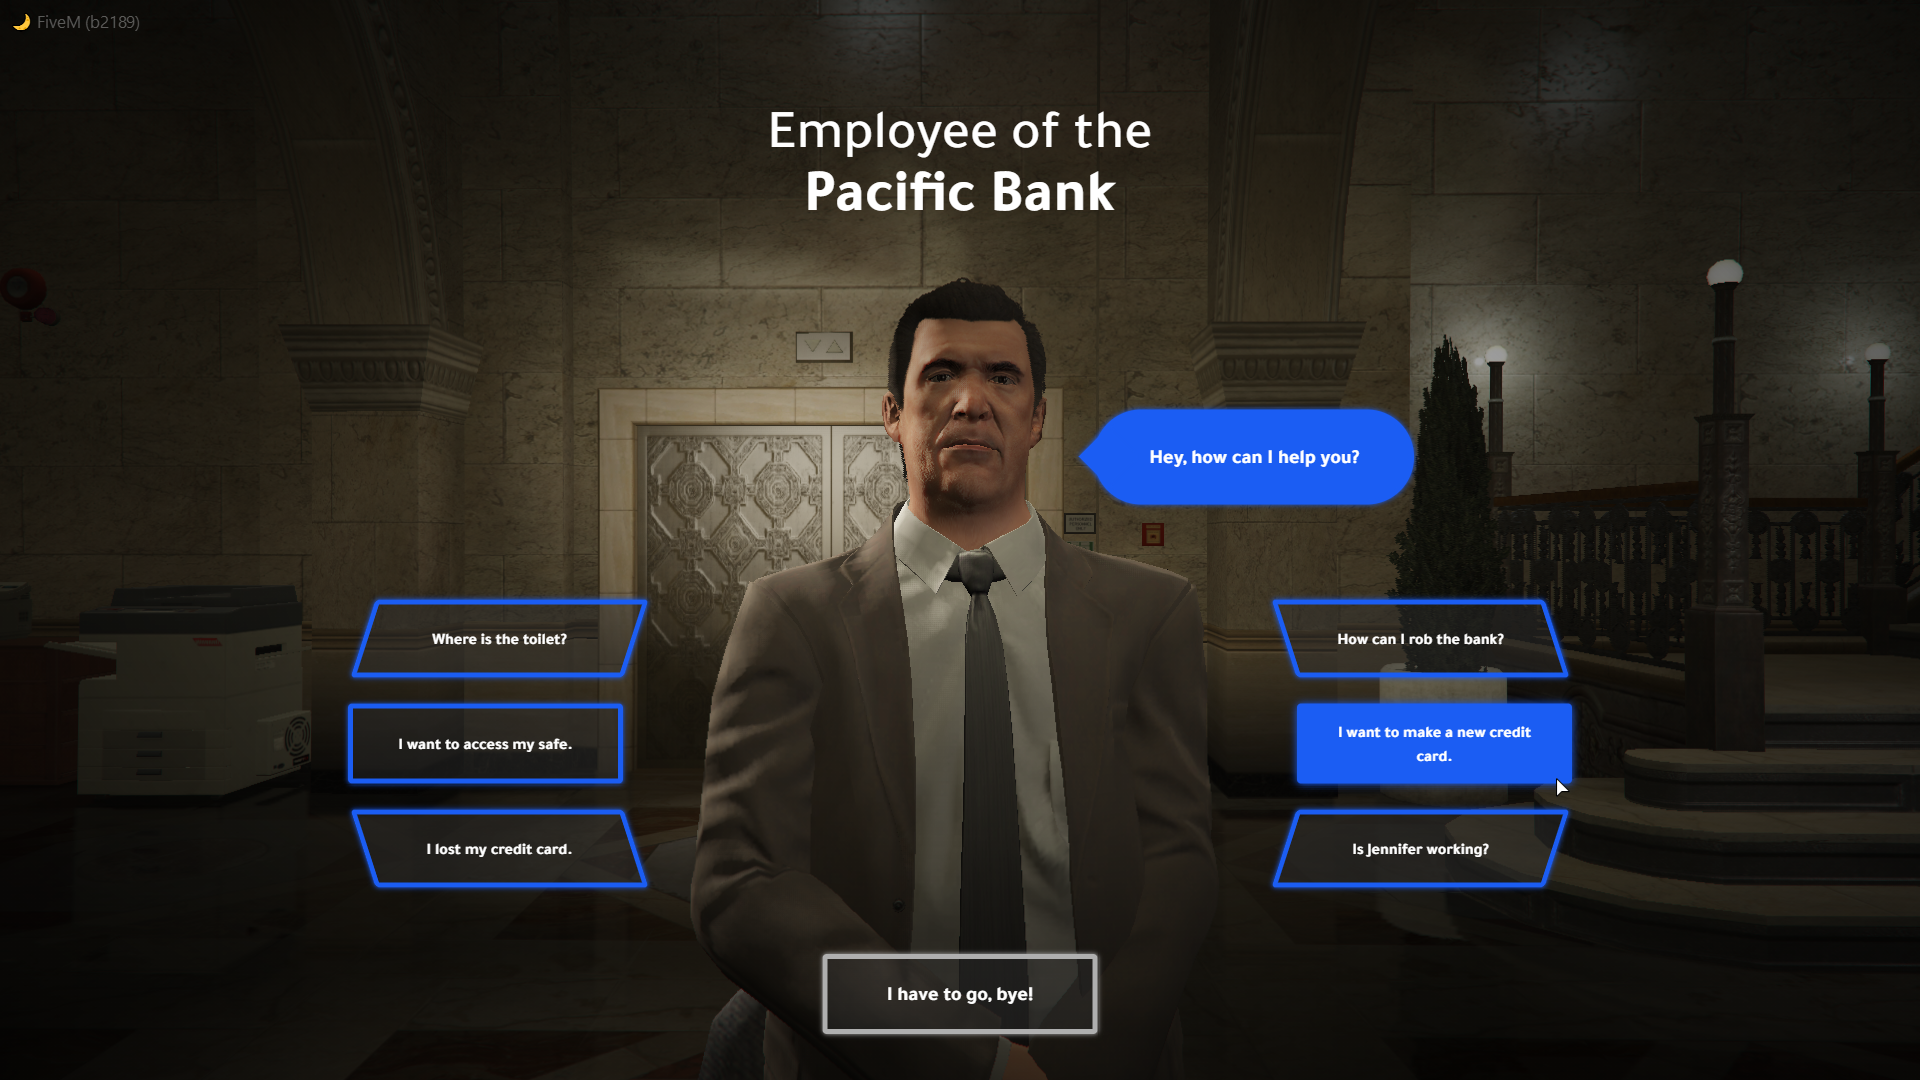 FiveM (b2189)
Employee of the
Pacific Bank
Hey, how can I help you?
Where is the toilet?
How can I rob the bank?
I want to access my safe.
I want to make a new credit
card.
I lost my credit card.
Is Jennifer working?
I have to go, bye!